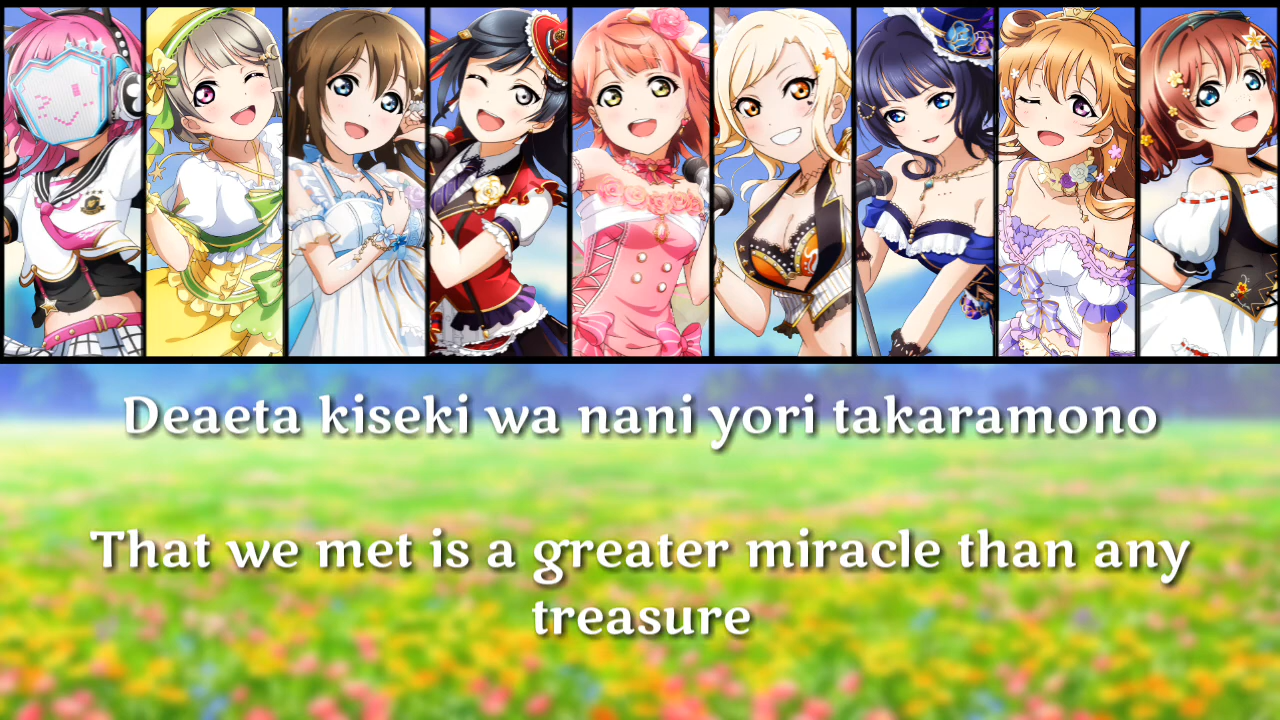 Deaeta kiseki wa nani yori takaramono
That we met is a greater miracle than any
treasure